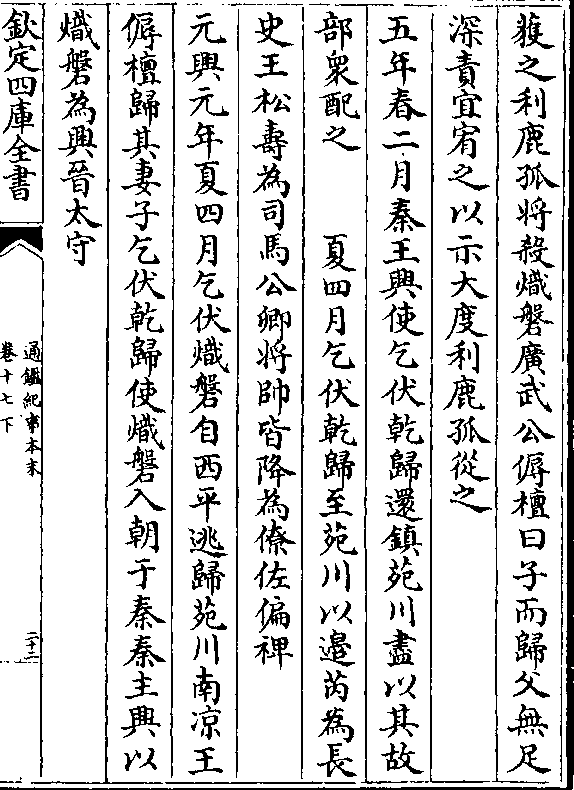 獲之利鹿孤將殺熾磐廣武公傉檀曰子而歸父無足
深責宜宥之以示大度利鹿孤從之
五年春二月秦王興使乞伏乾歸還鎮苑川盡以其故
部衆配之　　夏四月乞伏乾歸至苑川以邉芮為長
史王松壽為司馬公卿將帥皆降為僚佐偏禆
元興元年夏四月乞伏熾磐自西平逃歸苑川南凉王
傉檀歸其妻子乞伏乾歸使熾磐入朝于秦秦主興以
熾磐為興晉太守
欽定四庫全書
通鑑紀事本末
卷十七下
二十二